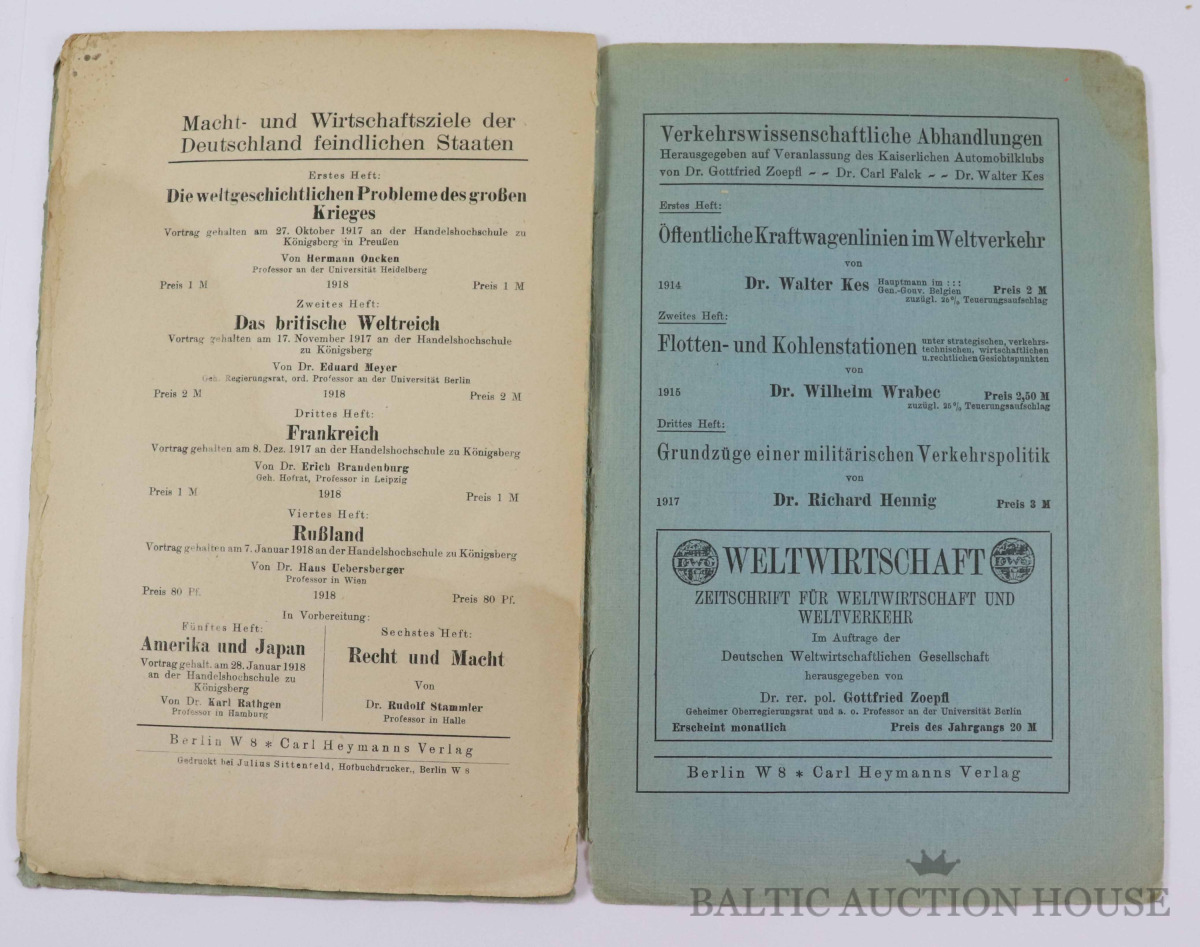 Macht- und Wirtschaftsziele der
Deutschland feindlichen Staaten
Erstes Heft:
Die weltgeschichtlichen Probleme des großen
Krieges
Vortrag gehalten am 27. Oktober 1917 an der Handelshochschule zu
Königsberg in Preußen
Von Hermann Oncken
Professor an der Universität Heidelberg
Preis 1 M 1918 Preis 1 M
Zweites Heft:
Das britische Weltreich
Vortrag gehalten am 17. November 1917 an der Handelshochschule
zu Königsberg
Von Dr. Eduard Meyer
Geh. Regierungsrat, ord. Professor an der Universität Berlin
Preis 2 M 1918 Preis 2 M
Drittes Heft:
Frankreich
Vortrag gehalten am 8. Dez. 1917 an der Handelshochschule zu Königsberg
Von Dr. Erich Brandenburg
Geh. Hofrat, Professor in Leipzig
Preis 1 M 1918 Preis 1 M
Viertes Heft:
Rußland
Vortrag gehalten am 7. Januar 1918 an der Handelshochschule zu Königsberg
Von Dr. Hans Uebersberger
Professor in Wien
Preis 80 Pf. 1918 Preis 80 Pf.
In Vorbereitung:
Fünftes Heft:
Amerika und Japan
Vortrag gehalt. am 28. Januar 1918
an der Handelshochschule zu
Königsberg
Von Dr. Karl Rathgen
Professor in Hamburg
Sechstes Heft:
Recht und Macht
Von
Dr. Rudolf Stammler
Professor in Halle
Berlin W 8 * Carl Heymanns Verlag
Gedruckt bei Julius Sittenfeld, Hofbuchdrucker., Berlin W 8
Verkehrswissenschaftliche Abhandlungen
Herausgegeben auf Veranlassung des Kaiserlichen Automobilklubs
von Dr. Gottfried Zoepfl ~ ~ Dr. Carl Falck ~ ~ Dr. Walter Kes
Erstes Heft:
Öffentliche Kraftwagenlinien im Weltverkehr
von
1914 Dr. Walter Kes Hauptmann im : : :
Gen.-Gouv. Belgien Preis 2 M
zuzügl. 25% Teuerungsaufschlag
Zweites Heft:
Flotten- und Kohlenstationen unter strategischen, verkehrs-
technischen, wirtschaftlichen
u. rechtlichen Gesichtspunkten
von
1915 Dr. Wilhelm Wrabec Preis 2,50 M
zuzügl. 25% Teuerungsaufschlag
Drittes Heft:
Grundzüge einer militärischen Verkehrspolitik
von
1917 Dr. Richard Hennig Preis 3 M
DWG WELTWIRTSCHAFT DWG
ZEITSCHRIFT FÜR WELTWIRTSCHAFT UND
WELTVERKEHR
Im Auftrage der
Deutschen Weltwirtschaftlichen Gesellschaft
herausgegeben von
Dr. rer. pol. Gottfried Zoepfl
Geheimer Oberregierungsrat und a. o. Professor an der Universität Berlin
Erscheint monatlich Preis des Jahrgangs 20 M
Berlin W 8 * Carl Heymanns Verlag
BALTIC AUCTION HOUSE